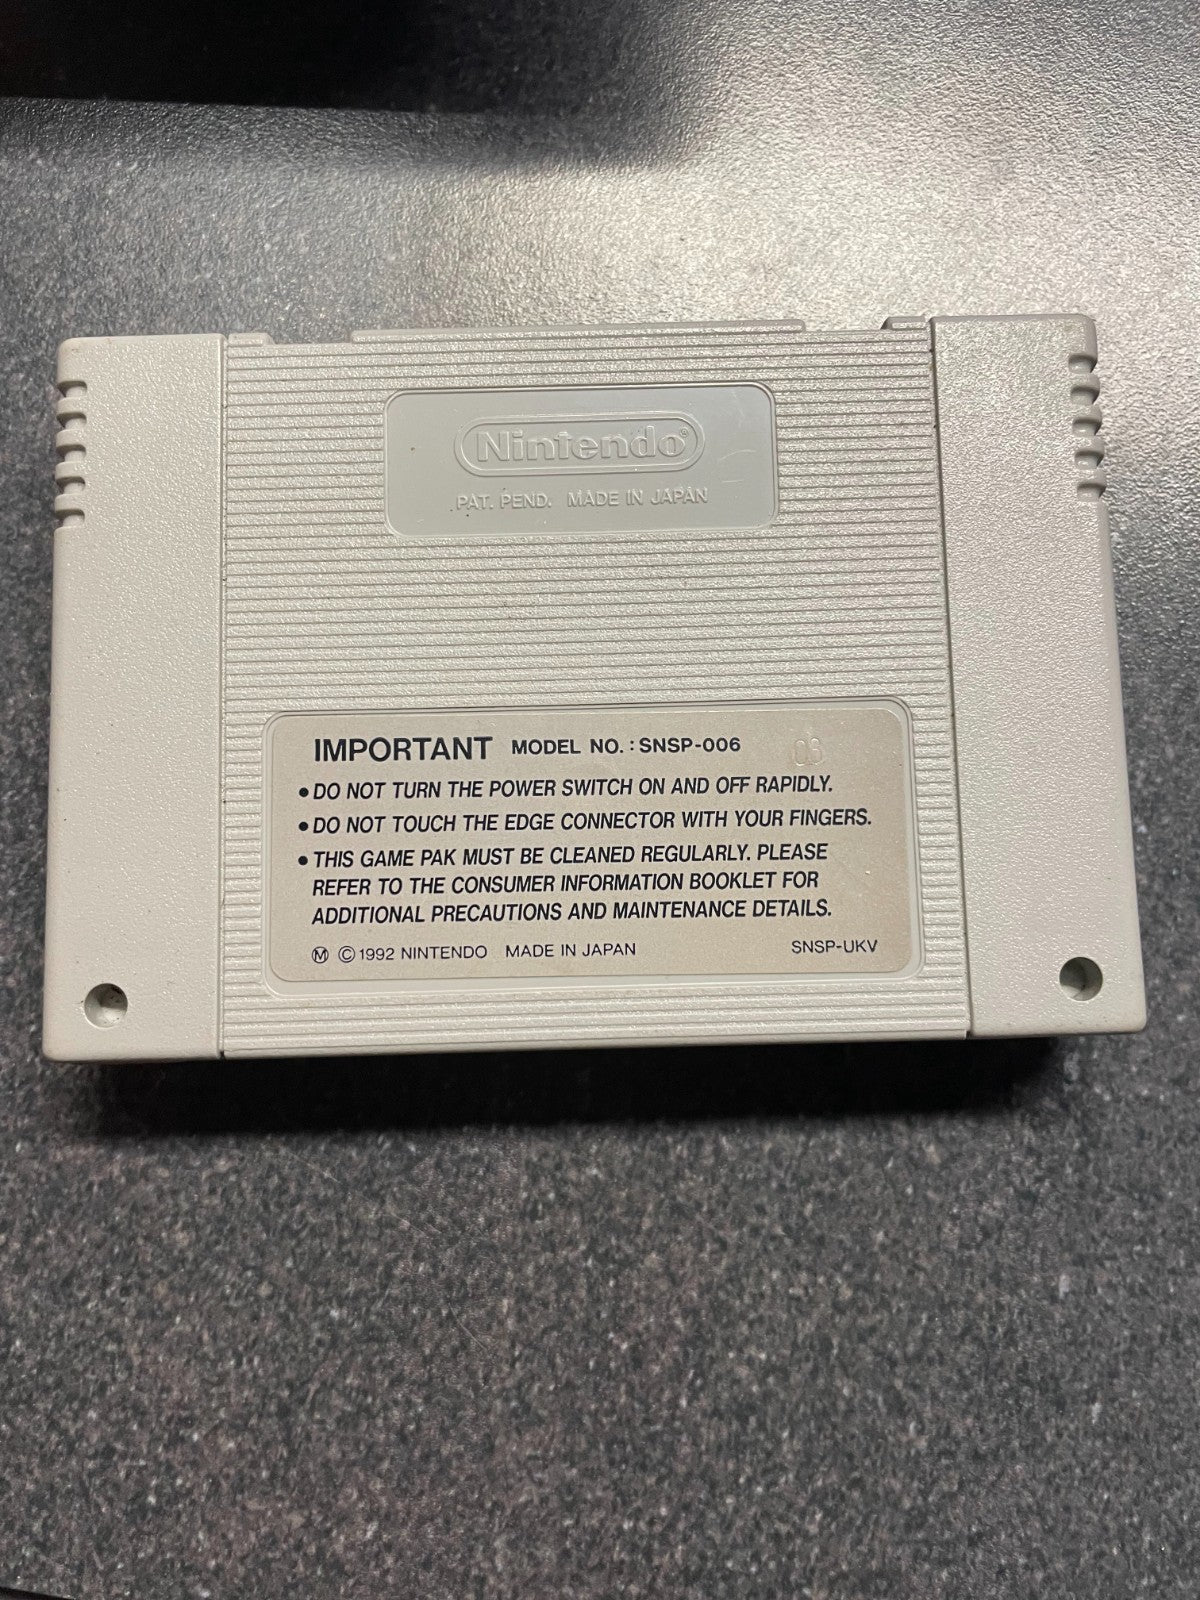 Nintendo®
PAT. PEND. MADE IN JAPAN
IMPORTANT MODEL NO.: SNSP-006
• DO NOT TURN THE POWER SWITCH ON AND OFF RAPIDLY.
• DO NOT TOUCH THE EDGE CONNECTOR WITH YOUR FINGERS.
• THIS GAME PAK MUST BE CLEANED REGULARLY. PLEASE
REFER TO THE CONSUMER INFORMATION BOOKLET FOR
ADDITIONAL PRECAUTIONS AND MAINTENANCE DETAILS.
Ⓜ © 1992 NINTENDO MADE IN JAPAN SNSP-UKV